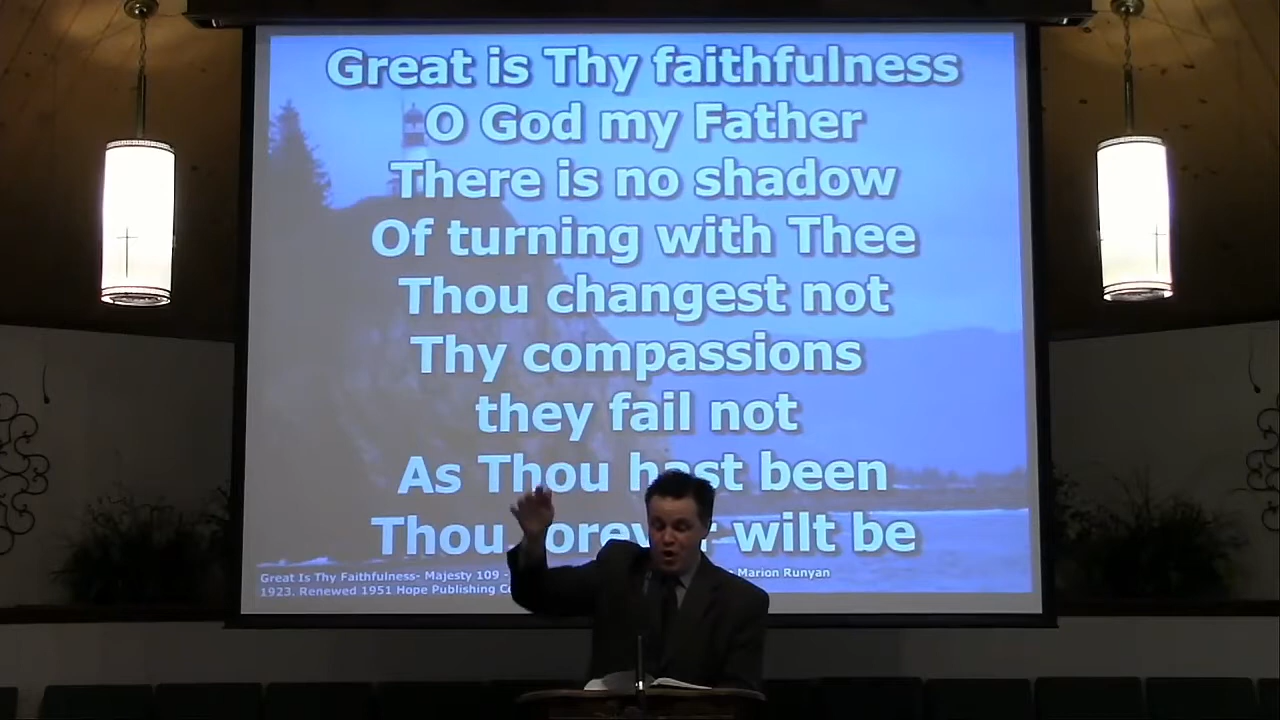 Great is Thy faithfulness
O God my Father
There is no shadow
Of turning with Thee
Thou changest not
Thy compassions
they fail not
As Thou hast been
Thou forever wilt be
Great Is Thy Faithfulness- Majesty 109 - Marion Runyan
1923. Renewed 1951 Hope Publishing